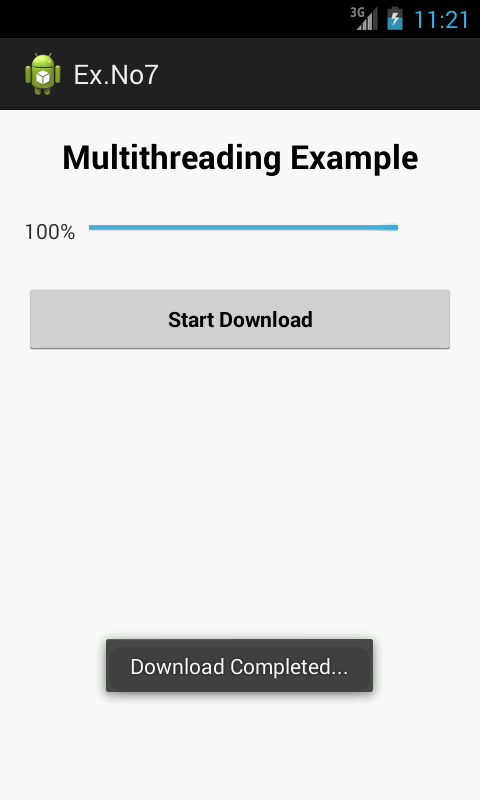 3G 11:21
Ex.No7
Multithreading Example
100%
Start Download
Download Completed...